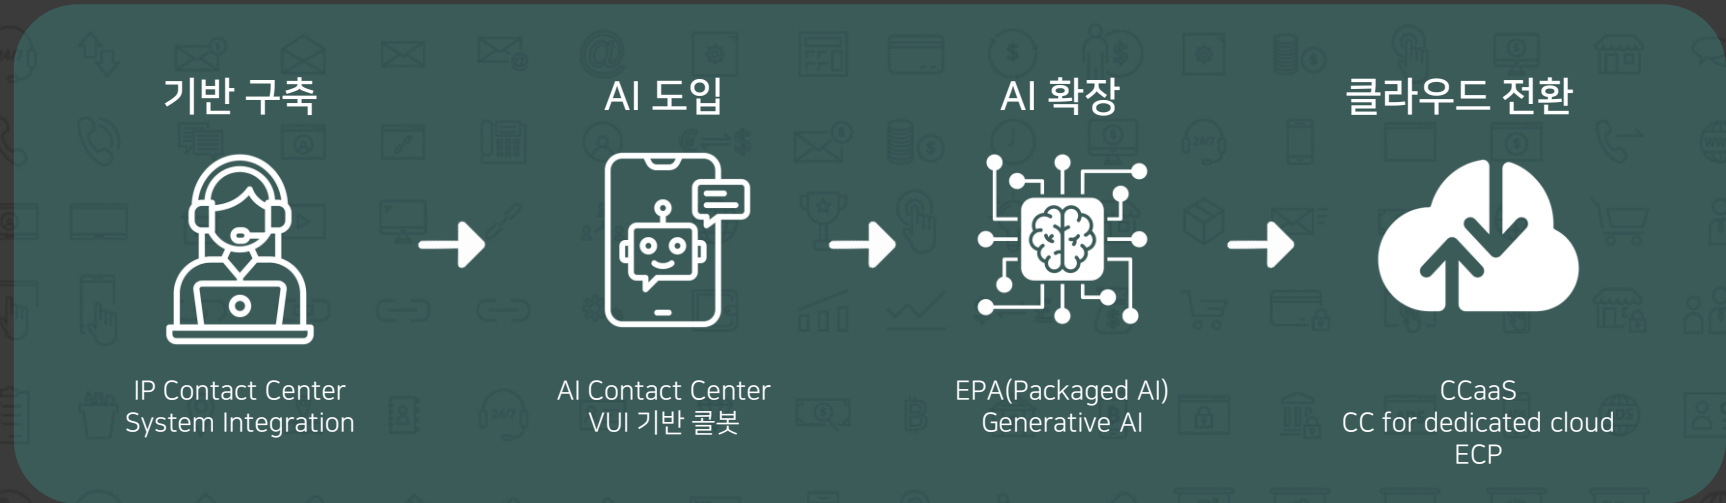 기반 구축
AI 도입
AI 확장
클라우드 전환
IP Contact Center
System Integration
AI Contact Center
VUI 기반 콜봇
EPA(Packaged AI)
Generative AI
CCaaS
CC for dedicated cloud
ECP